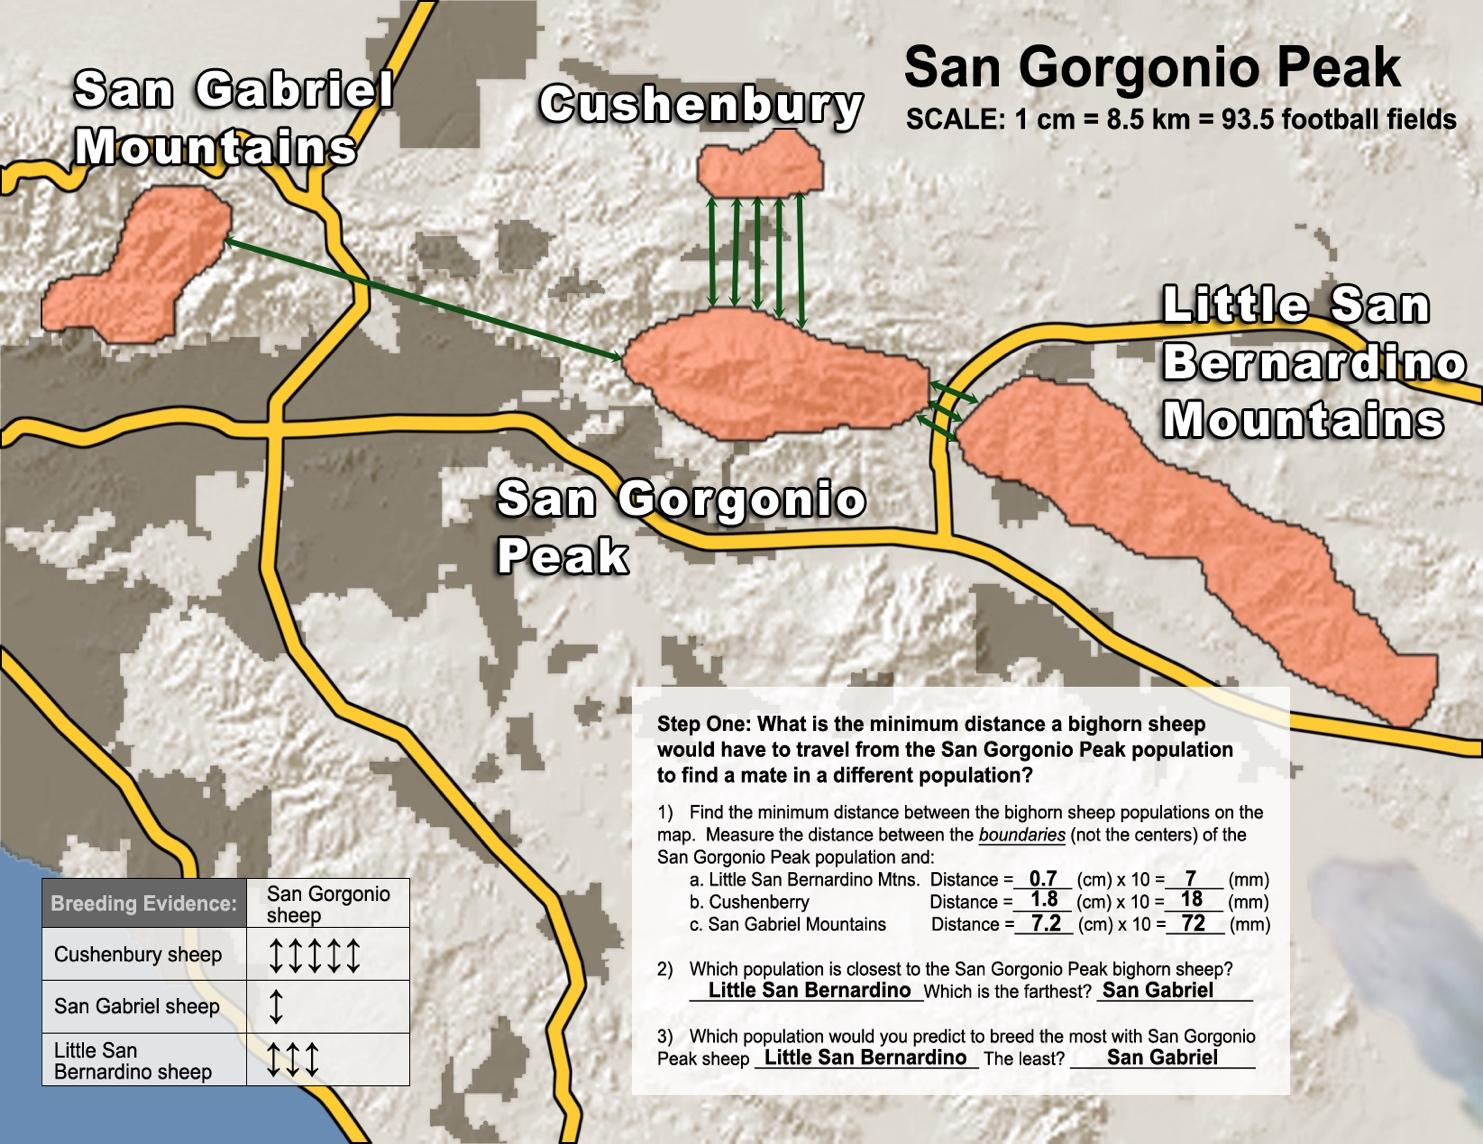 San Gorgonio Peak
SCALE: 1 cm = 8.5 km = 93.5 football fields
San Gabriel
Mountains
Cushenbury
Little San
Bernardino
Mountains
San Gorgonio
Peak
Step One: What is the minimum distance a bighorn sheep
would have to travel from the San Gorgonio Peak population
to find a mate in a different population?
1) Find the minimum distance between the bighorn sheep populations on the
map. Measure the distance between the boundaries (not the centers) of the
San Gorgonio Peak population and:
a. Little San Bernardino Mtns. Distance = 0.7 (cm) x 10 = 7 (mm)
b. Cushenberry Distance = 1.8 (cm) x 10 = 18 (mm)
c. San Gabriel Mountains Distance = 7.2 (cm) x 10 = 72 (mm)
2) Which population is closest to the San Gorgonio Peak bighorn sheep?
Little San Bernardino Which is the farthest? San Gabriel
3) Which population would you predict to breed the most with San Gorgonio
Peak sheep Little San Bernardino The least? San Gabriel
Breeding Evidence:
San Gorgonio
sheep
Cushenbury sheep
San Gabriel sheep
Little San
Bernardino sheep